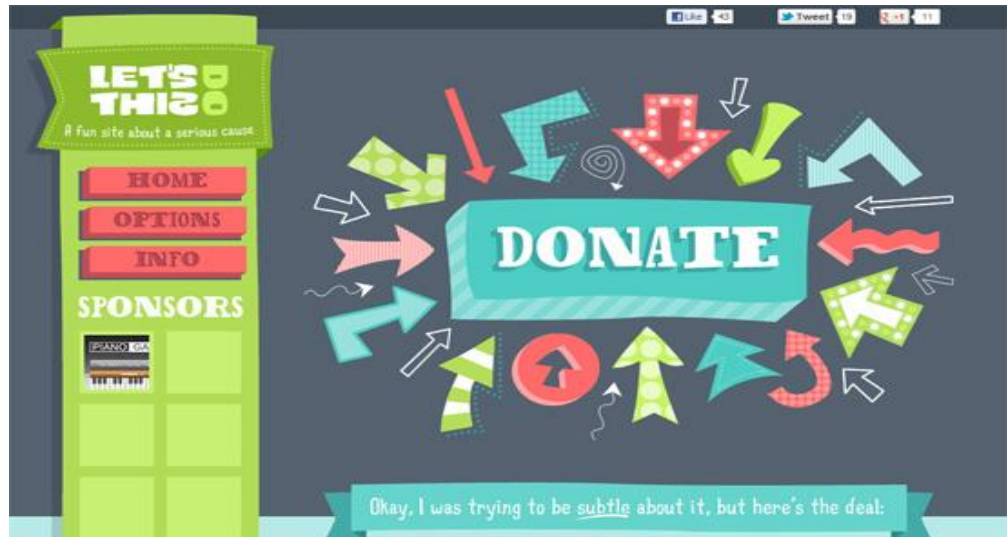 Like 43 Tweet 19 +1 11
LET'S DO
THIS
A fun site about a serious cause
HOME
OPTIONS
INFO
SPONSORS
PIANO GA
DONATE
Okay, I was trying to be subtle about it, but here's the deal: